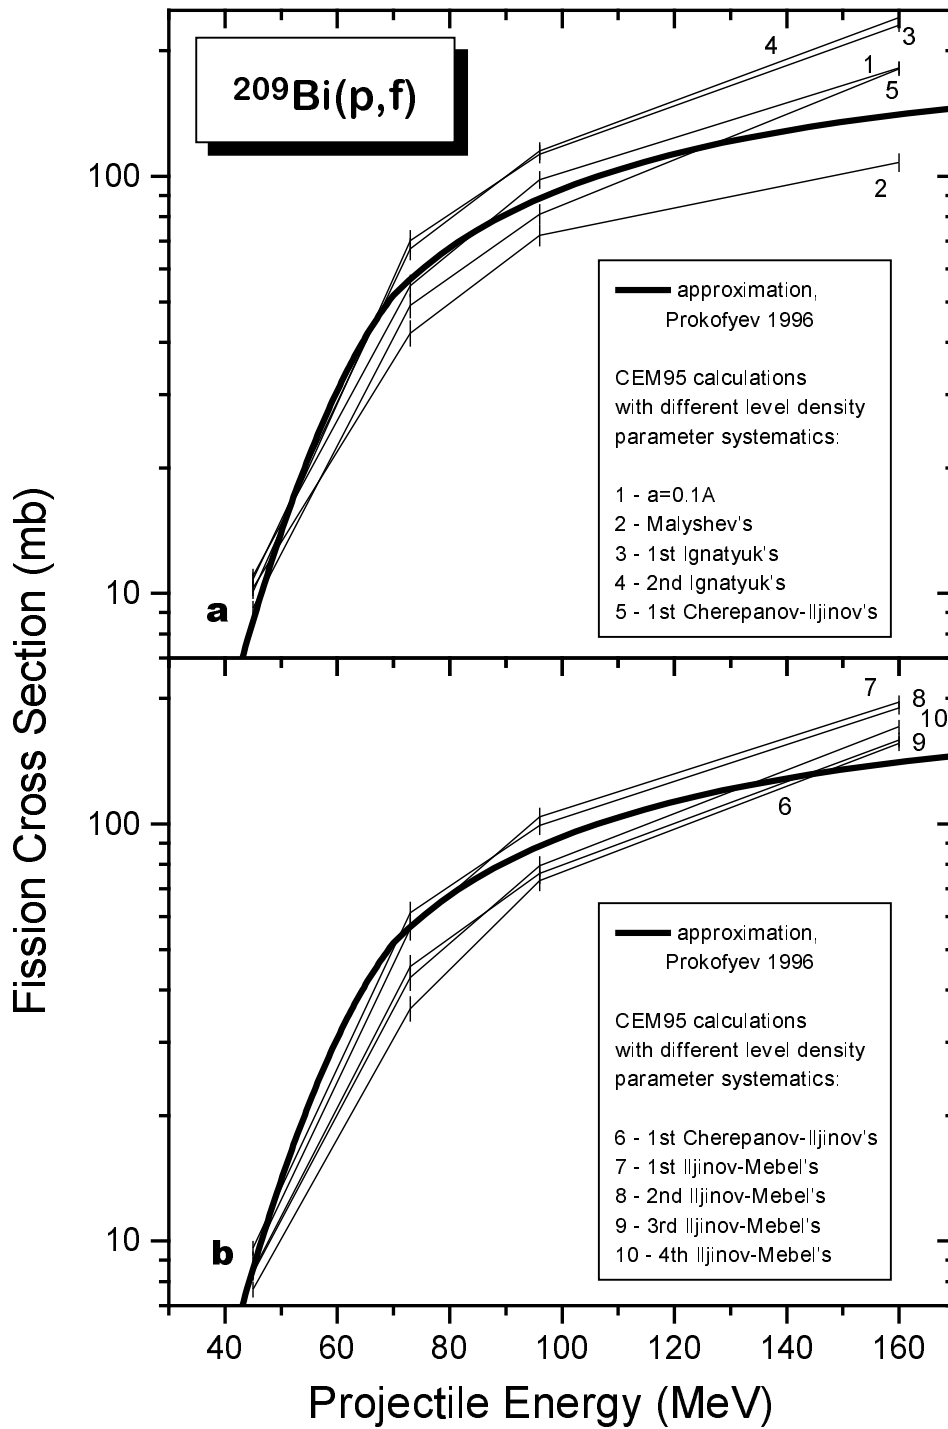 ²⁰⁹Bi(p,f)
4
3
1
5
2
100
10
a
approximation,
Prokofyev 1996
CEM95 calculations
with different level density
parameter systematics:
1 - a=0.1A
2 - Malyshev's
3 - 1st Ignatyuk's
4 - 2nd Ignatyuk's
5 - 1st Cherepanov-Iljinov's
Fission Cross Section (mb)
7
8
10
9
6
100
10
b
approximation,
Prokofyev 1996
CEM95 calculations
with different level density
parameter systematics:
6 - 1st Cherepanov-Iljinov's
7 - 1st Iljinov-Mebel's
8 - 2nd Iljinov-Mebel's
9 - 3rd Iljinov-Mebel's
10 - 4th Iljinov-Mebel's
40 60 80 100 120 140 160
Projectile Energy (MeV)